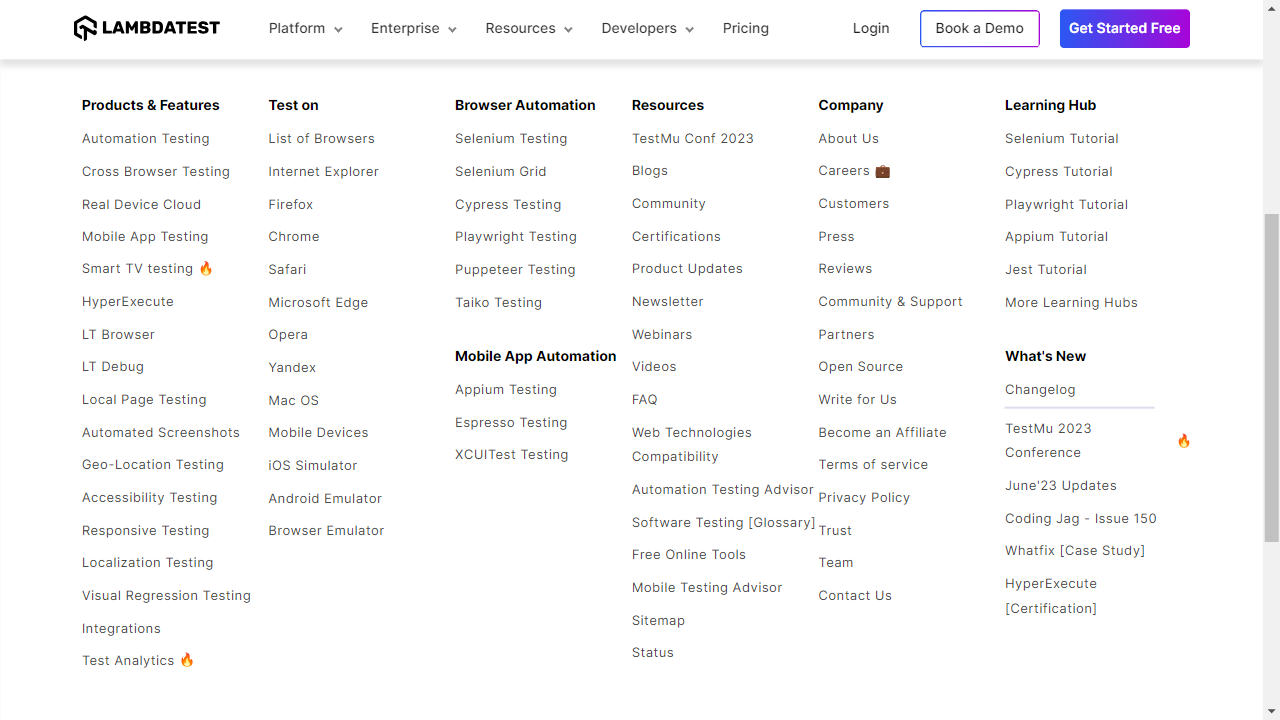 LAMBDATEST
Platform
Enterprise
Resources
Developers
Pricing
Login
Book a Demo
Get Started Free
Products & Features
Automation Testing
Cross Browser Testing
Real Device Cloud
Mobile App Testing
Smart TV testing 🔥
HyperExecute
LT Browser
LT Debug
Local Page Testing
Automated Screenshots
Geo-Location Testing
Accessibility Testing
Responsive Testing
Localization Testing
Visual Regression Testing
Integrations
Test Analytics 🔥
Test on
List of Browsers
Internet Explorer
Firefox
Chrome
Safari
Microsoft Edge
Opera
Yandex
Mac OS
Mobile Devices
iOS Simulator
Android Emulator
Browser Emulator
Browser Automation
Selenium Testing
Selenium Grid
Cypress Testing
Playwright Testing
Puppeteer Testing
Taiko Testing
Mobile App Automation
Appium Testing
Espresso Testing
XCUITest Testing
Resources
TestMu Conf 2023
Blogs
Community
Certifications
Product Updates
Newsletter
Webinars
Videos
FAQ
Web Technologies
Compatibility
Automation Testing Advisor
Software Testing [Glossary]
Free Online Tools
Mobile Testing Advisor
Sitemap
Status
Company
About Us
Careers 💼
Customers
Press
Reviews
Community & Support
Partners
Open Source
Write for Us
Become an Affiliate
Terms of service
Privacy Policy
Trust
Team
Contact Us
Learning Hub
Selenium Tutorial
Cypress Tutorial
Playwright Tutorial
Appium Tutorial
Jest Tutorial
More Learning Hubs
What's New
Changelog
TestMu 2023
Conference 🔥
June'23 Updates
Coding Jag - Issue 150
Whatfix [Case Study]
HyperExecute
[Certification]